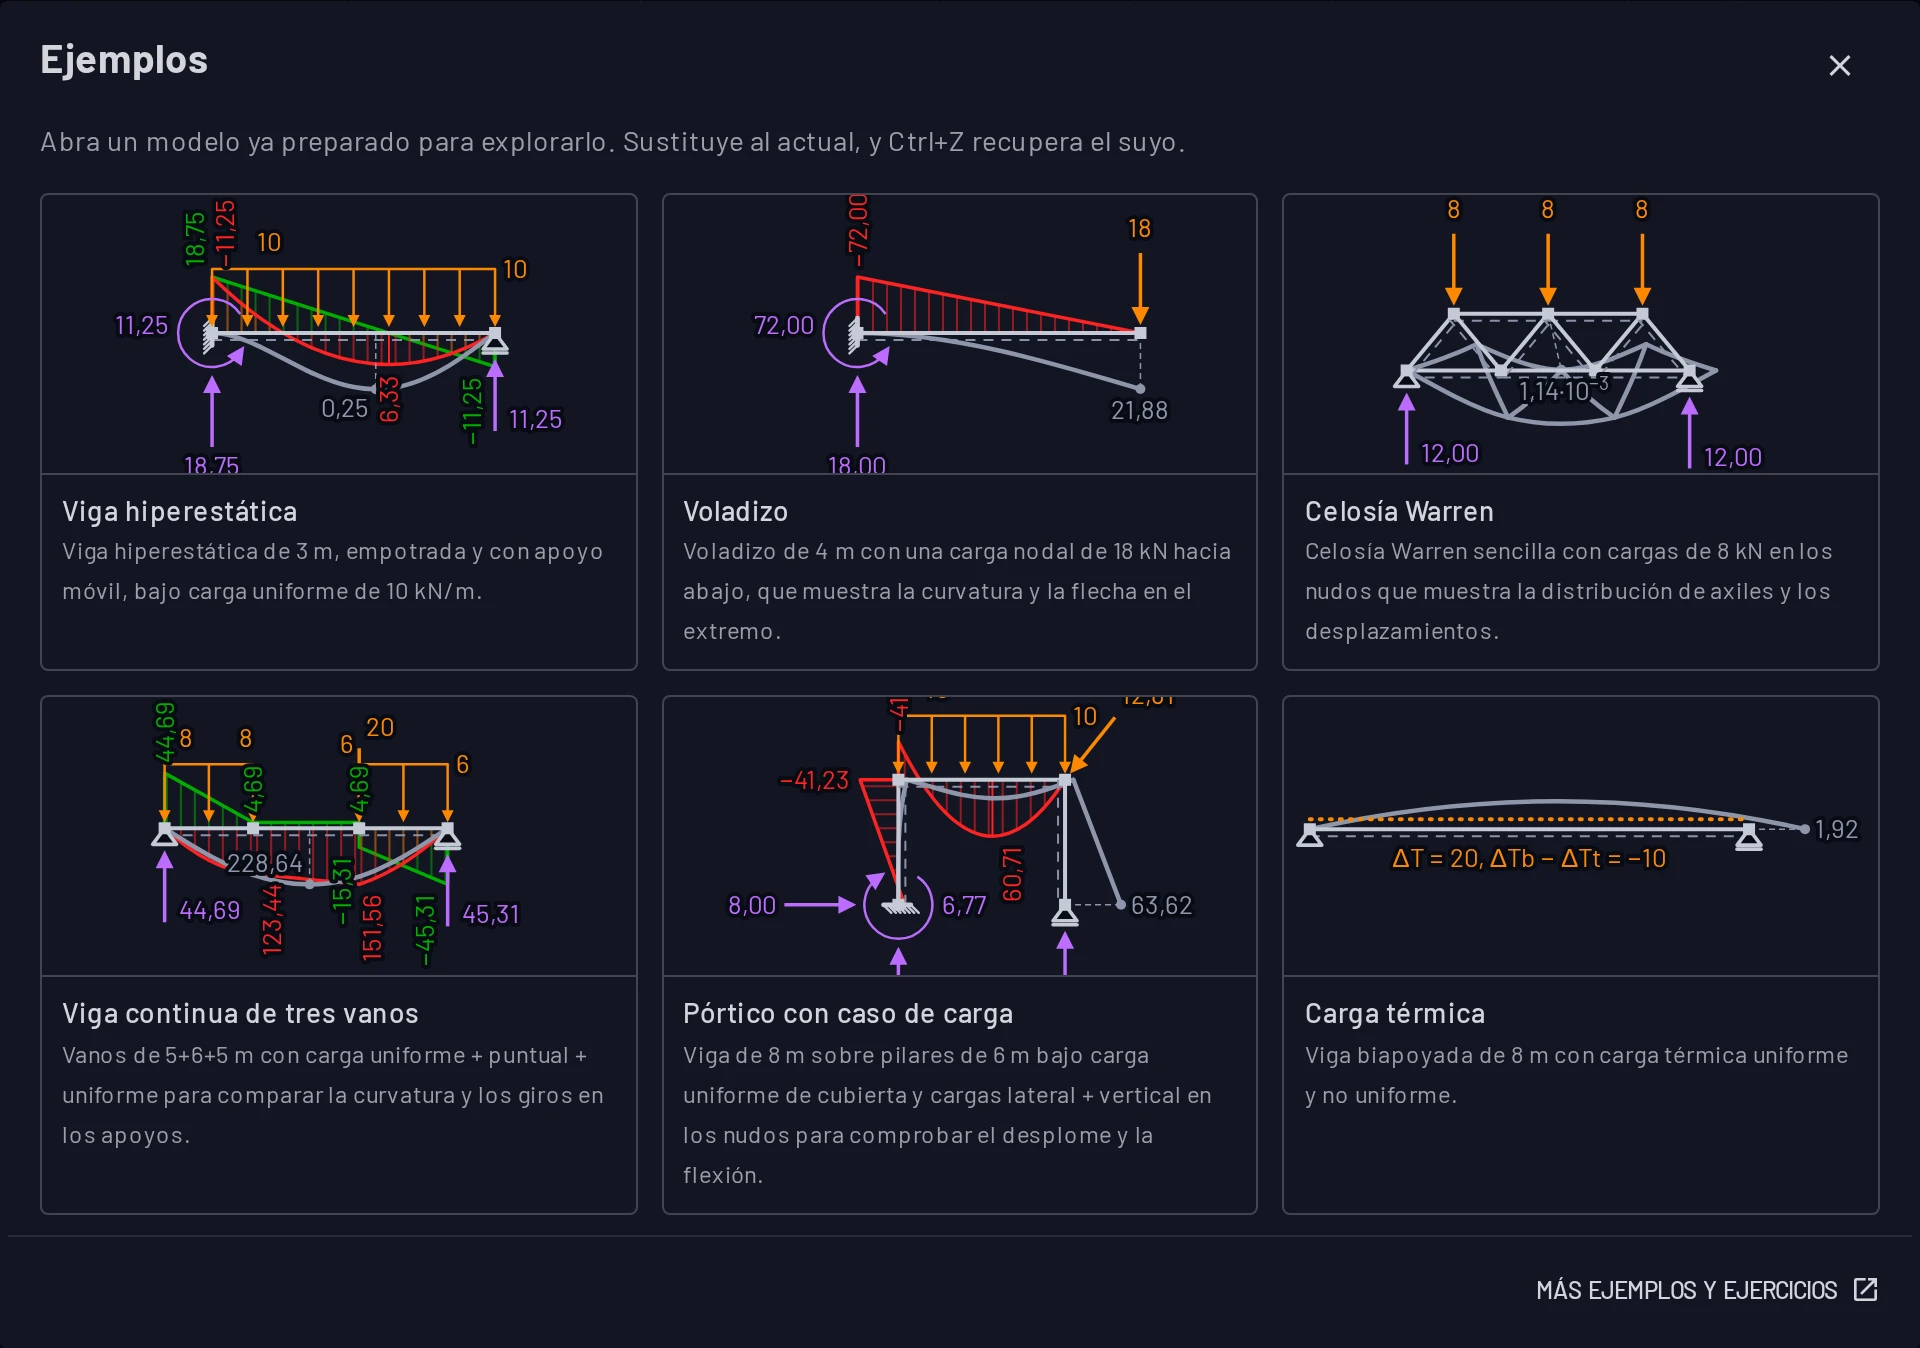 Ejemplos
Abra un modelo ya preparado para explorarlo. Sustituye al actual, y Ctrl+Z recupera el suyo.
18,75
−11,25
10
10
11,25
0,25
6,33
−11,25
11,25
18,75
Viga hiperestática
Viga hiperestática de 3 m, empotrada y con apoyo
móvil, bajo carga uniforme de 10 kN/m.
−72,00
18
72,00
21,88
18,00
Voladizo
Voladizo de 4 m con una carga nodal de 18 kN hacia
abajo, que muestra la curvatura y la flecha en el
extremo.
8
8
8
1,14·10⁻³
12,00
12,00
Celosía Warren
Celosía Warren sencilla con cargas de 8 kN en los
nudos que muestra la distribución de axiles y los
desplazamientos.
44,69
8
8
4,69
6
20
4,69
6
228,64
44,69
123,44
−15,31
151,56
−45,31
45,31
Viga continua de tres vanos
Vanos de 5+6+5 m con carga uniforme + puntual +
uniforme para comparar la curvatura y los giros en
los apoyos.
10
−41,23
8,00
6,77
60,71
63,62
Pórtico con caso de carga
Viga de 8 m sobre pilares de 6 m bajo carga
uniforme de cubierta y cargas lateral + vertical en
los nudos para comprobar el desplome y la
flexión.
1,92
ΔT = 20, ΔTb − ΔTt = −10
Carga térmica
Viga biapoyada de 8 m con carga térmica uniforme
y no uniforme.
MÁS EJEMPLOS Y EJERCICIOS